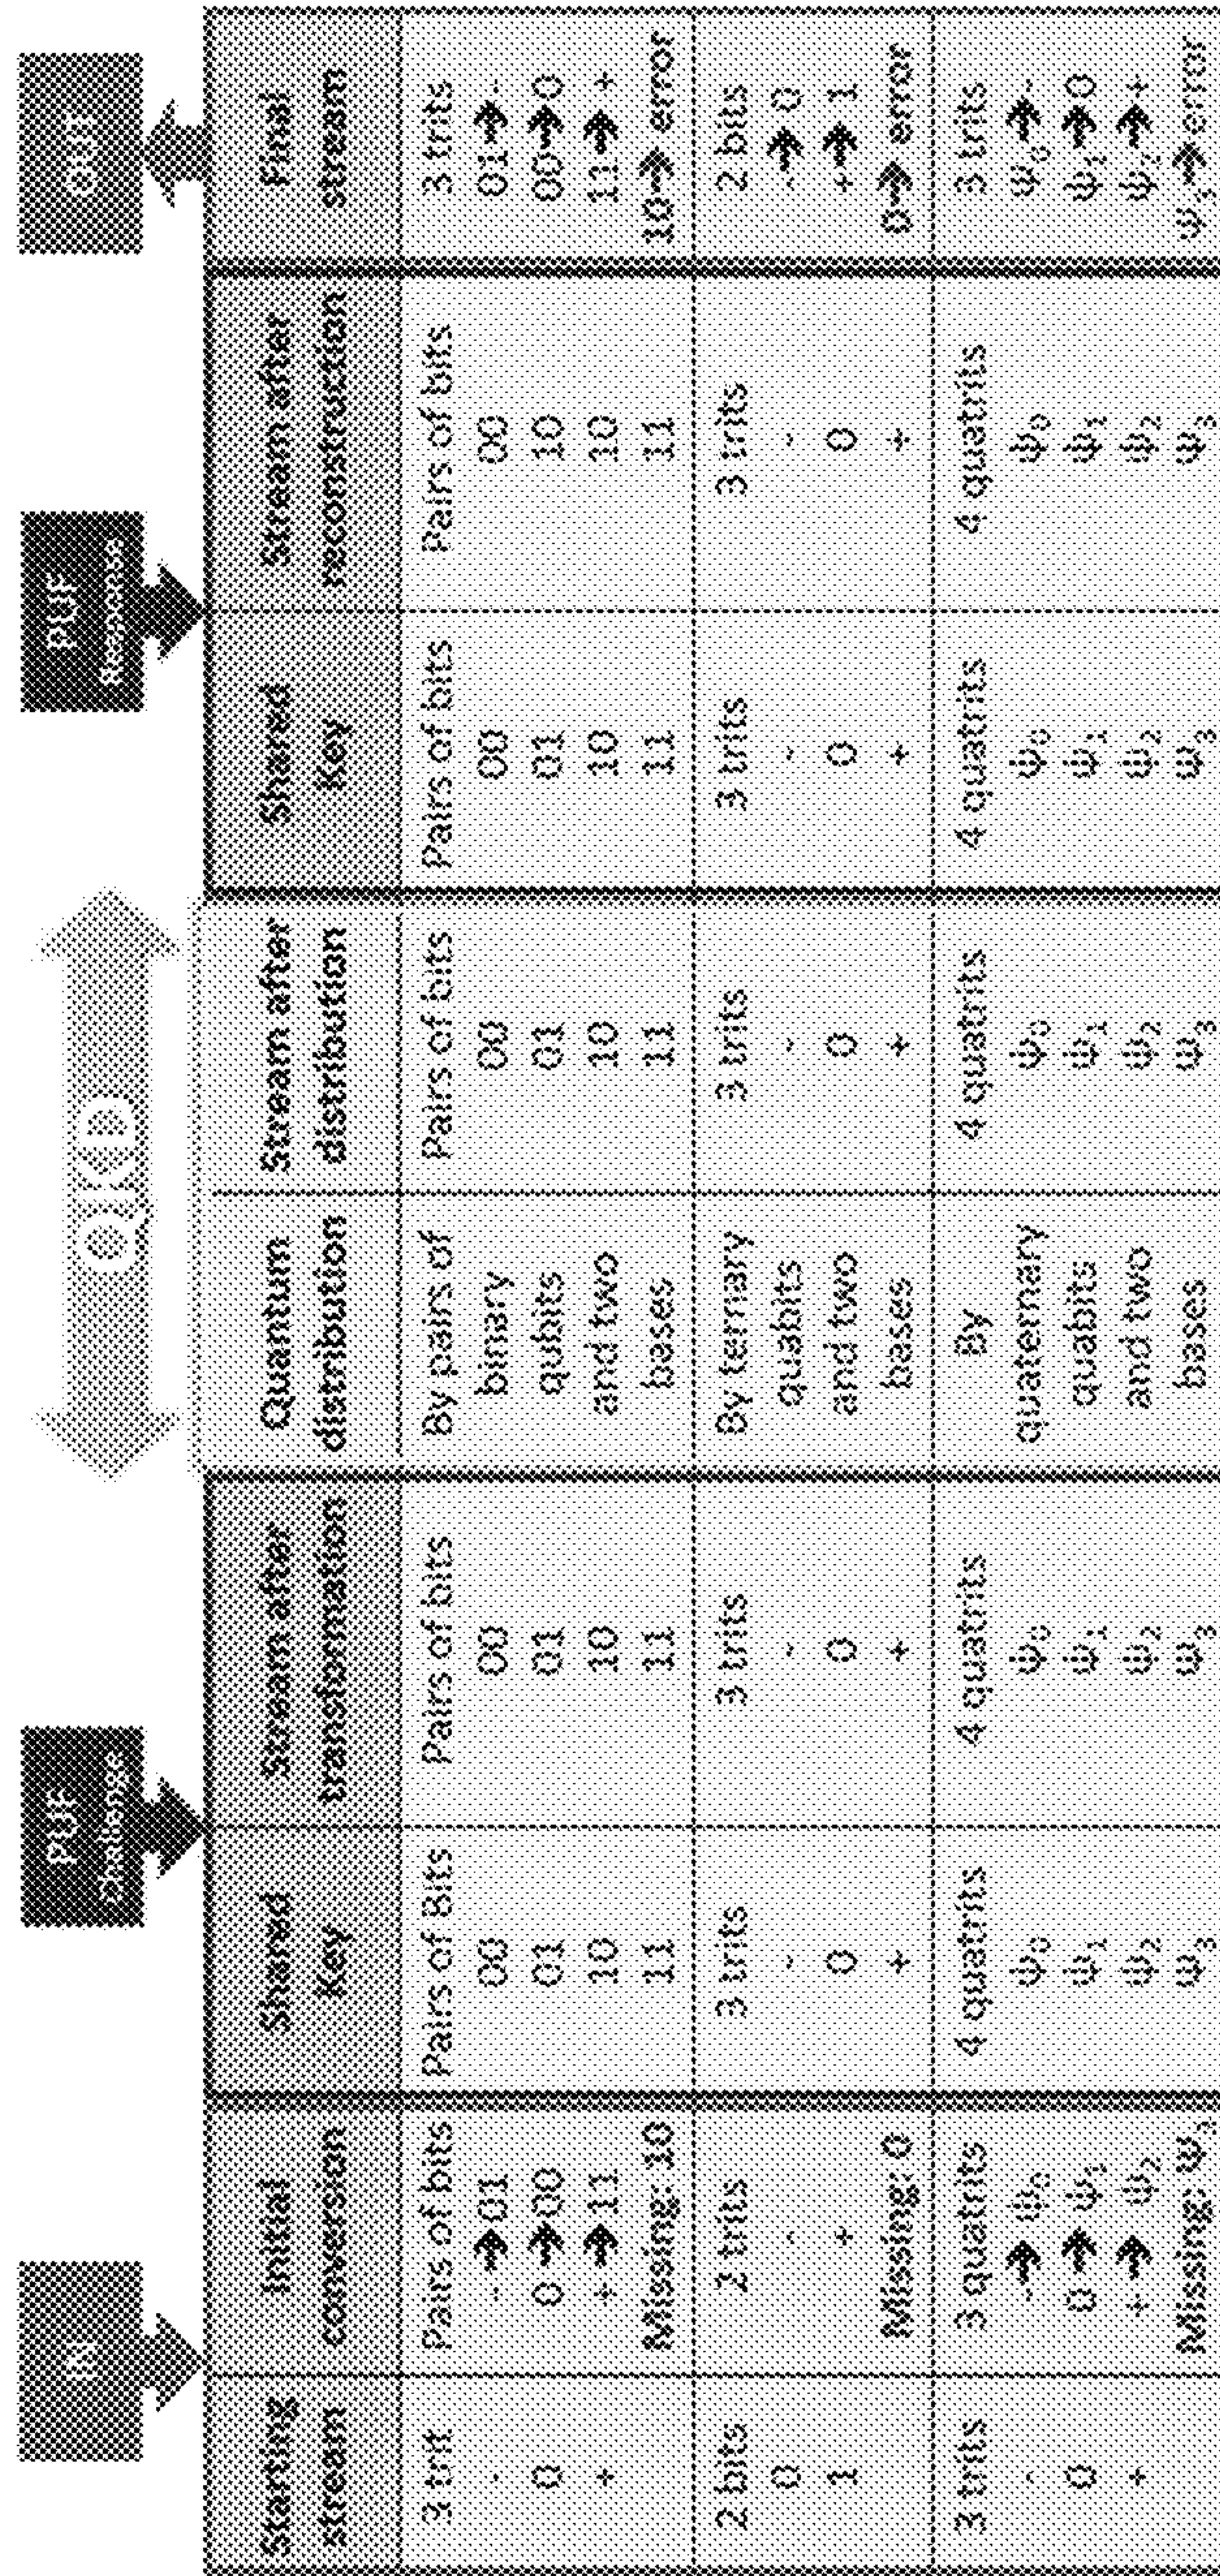 IN
PUF
Challenge
QKD
PUF
Response
OUT
Starting
stream
Initial
conversion
Shared
Key
Stream after
transformation
Quantum
distribution
Stream after
distribution
Shared
Key
Stream after
reconstruction
Final
stream
3 trit
-
0
+
Pairs of bits
- → 01
0 → 00
+ → 11
Missing: 10
Pairs of Bits
00
01
10
11
Pairs of bits
00
01
10
11
By pairs of
binary
qubits
and two
bases
Pairs of bits
00
01
10
11
Pairs of bits
00
01
10
11
Pairs of bits
00
10
10
11
3 trits
01 → -
00 → 0
11 → +
10 → error
2 bits
0
1
2 trits
-
+
Missing: 0
3 trits
-
0
+
3 trits
-
0
+
By ternary
quabits
and two
bases
3 trits
-
0
+
3 trits
-
0
+
3 trits
-
0
+
2 bits
- → 0
+ → 1
0 → error
3 trits
-
0
+
3 quatrits
- → ψ₀
0 → ψ₁
+ → ψ₂
Missing: ψ₃
4 quatrits
ψ₀
ψ₁
ψ₂
ψ₃
4 quatrits
ψ₀
ψ₁
ψ₂
ψ₃
By
quaternary
quabits
and two
bases
4 quatrits
ψ₀
ψ₁
ψ₂
ψ₃
4 quatrits
ψ₀
ψ₁
ψ₂
ψ₃
4 quatrits
ψ₀
ψ₁
ψ₂
ψ₃
3 trits
ψ₀ → -
ψ₁ → 0
ψ₂ → +
ψ₃ → error